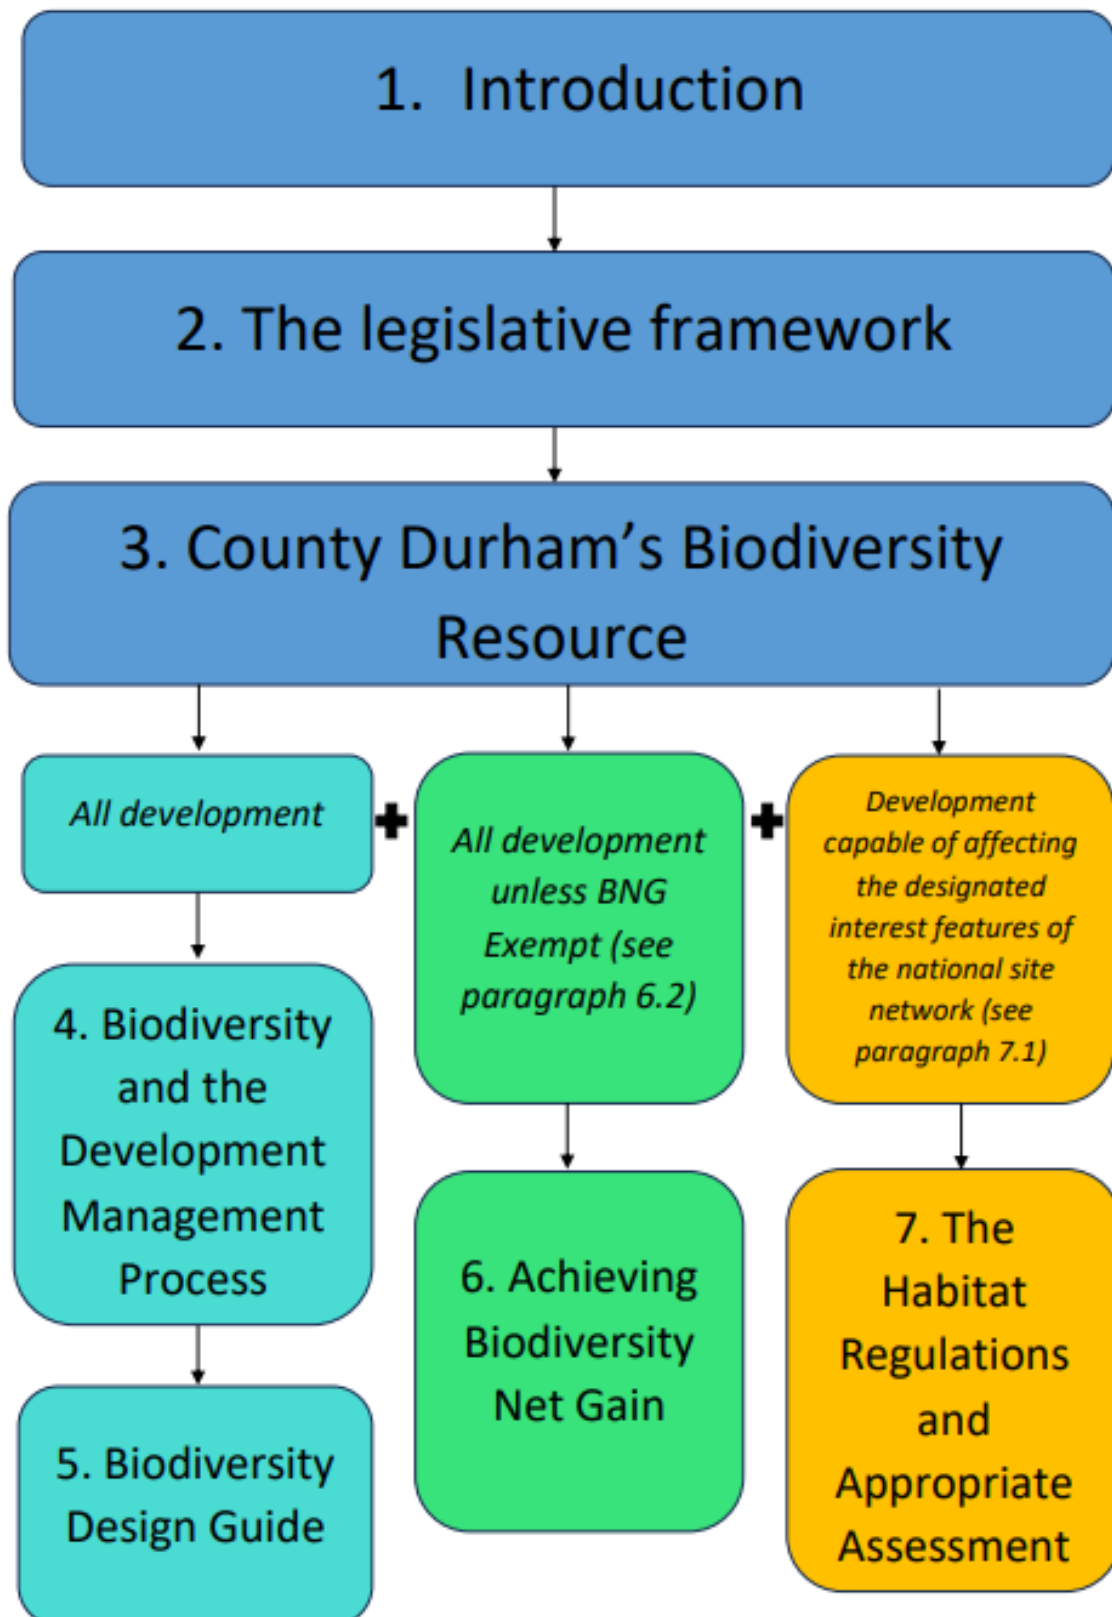 1. Introduction
2. The legislative framework
3. County Durham’s Biodiversity
Resource
All development
4. Biodiversity
and the
Development
Management
Process
5. Biodiversity
Design Guide
All development
unless BNG
Exempt (see
paragraph 6.2)
6. Achieving
Biodiversity
Net Gain
Development
capable of affecting
the designated
interest features of
the national site
network (see
paragraph 7.1)
7. The
Habitat
Regulations
and
Appropriate
Assessment